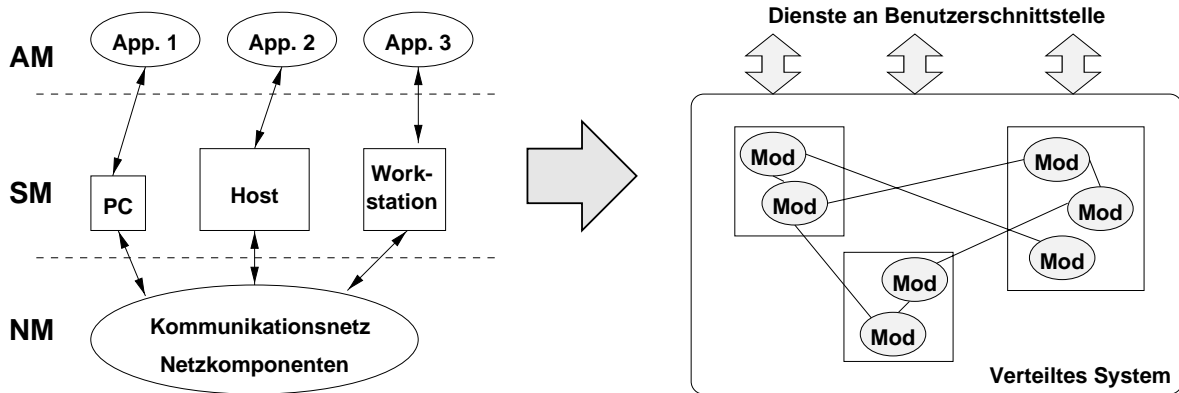 AM
App. 1
App. 2
App. 3
SM
PC
Host
Work-
station
NM
Kommunikationsnetz
Netzkomponenten
Dienste an Benutzerschnittstelle
Mod
Mod
Mod
Mod
Mod
Mod
Mod
Verteiltes System